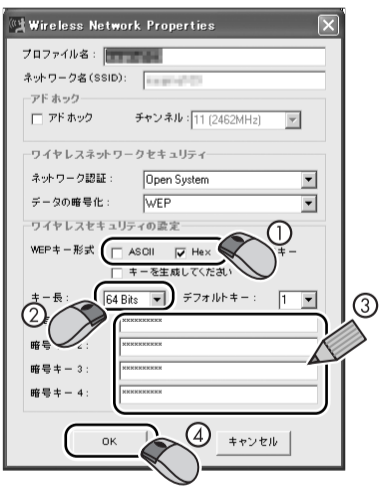 Wireless Network Properties
プロファイル名：
ネットワーク名(SSID):
アドホック
アドホック チャンネル： 11 (2462MHz)
ワイヤレスネットワークセキュリティ
ネットワーク認証： Open System
データの暗号化： WEP
ワイヤレスセキュリティの設定
①
WEPキー形式 ASCII Hex キー
キーを生成してください
キー長： 64 Bits デフォルトキー： 1
② ③
**********
暗号キー 2： **********
暗号キー 3： **********
暗号キー 4： **********
OK ④ キャンセル